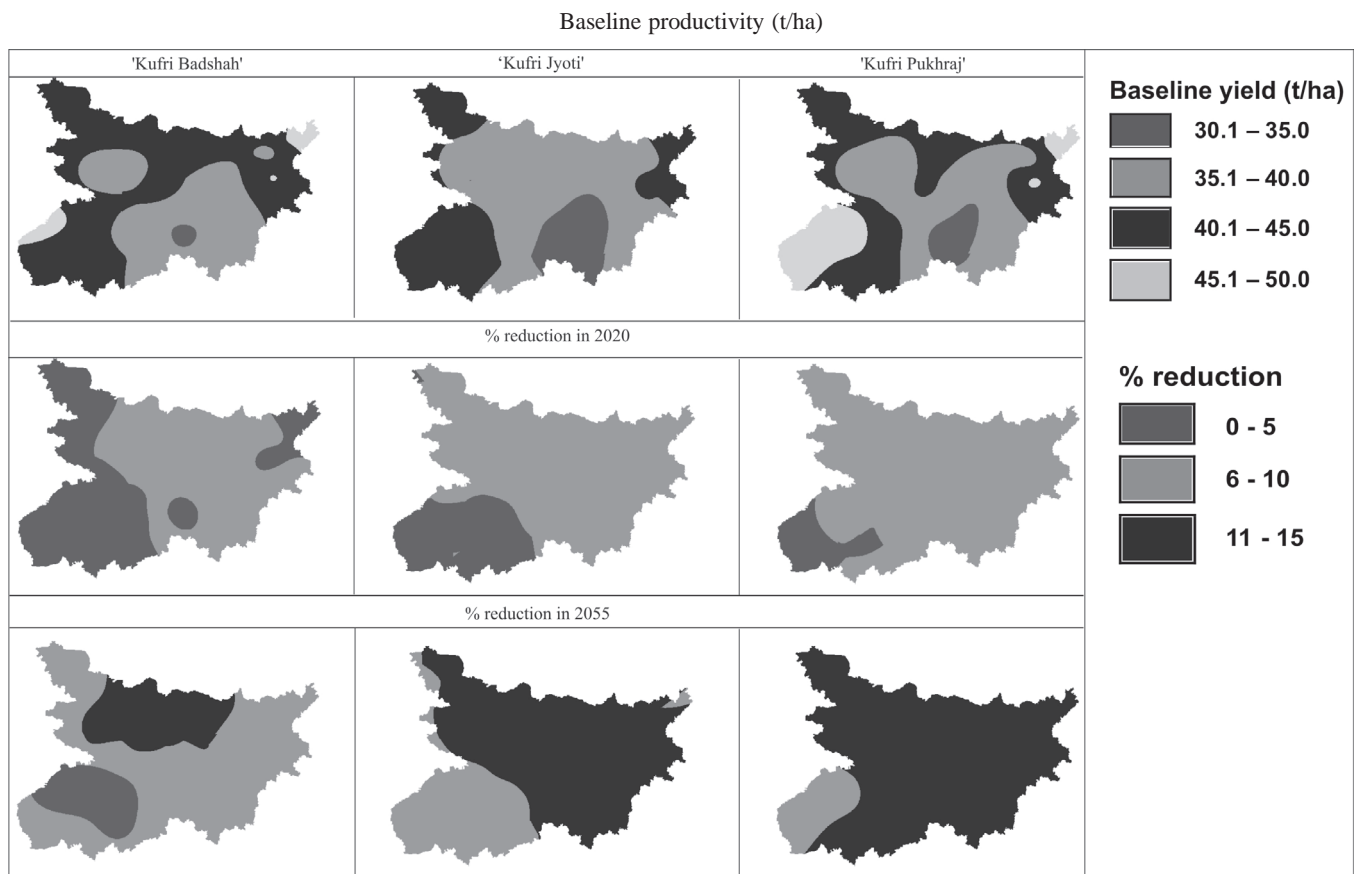 Baseline productivity (t/ha)
'Kufri Badshah'
‘Kufri Jyoti'
'Kufri Pukhraj'
Baseline yield (t/ha)
30.1 – 35.0
35.1 – 40.0
40.1 – 45.0
45.1 – 50.0
% reduction in 2020
% reduction
0 - 5
6 - 10
11 - 15
% reduction in 2055